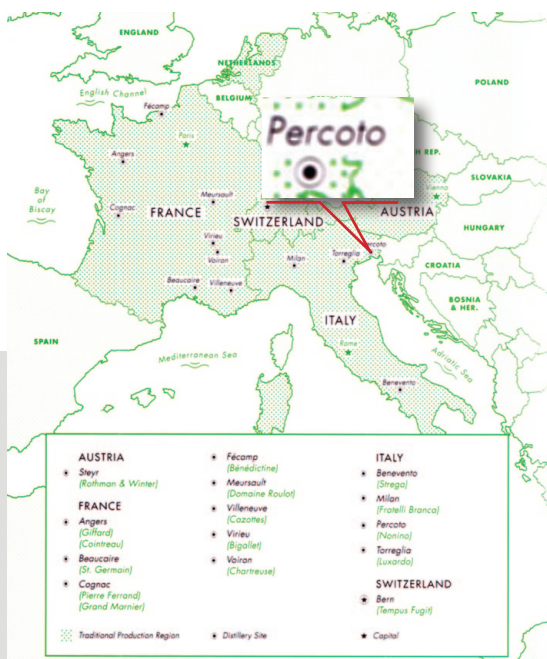 ENGLAND
NETHERLANDS
POLAND
BELGIUM
English Channel
Fécamp
Percoto
Paris
CH REP.
Angers
SLOVAKIA
Vienna
Bay
of
Biscay
Meursault
Cognac
FRANCE
SWITZERLAND
AUSTRIA
HUNGARY
Virieu
Voiron
Milan
Torreglia
Percoto
CROATIA
Beaucaire
Villeneuve
BOSNIA
& HER.
ITALY
SPAIN
Mediterranean Sea
Rome
Adriatic Sea
Benevento
AUSTRIA
Steyr
(Rothman & Winter)
FRANCE
Angers
(Giffard)
(Cointreau)
Beaucaire
(St. Germain)
Cognac
(Pierre Ferrand)
(Grand Marnier)
Fécamp
(Bénédictine)
Meursault
(Domaine Roulot)
Villeneuve
(Cazottes)
Virieu
(Bigallet)
Voiron
(Chartreuse)
ITALY
Benevento
(Strega)
Milan
(Fratelli Branca)
Percoto
(Nonino)
Torreglia
(Luxardo)
SWITZERLAND
Bern
(Tempus Fugit)
Traditional Production Region
Distillery Site
Capital